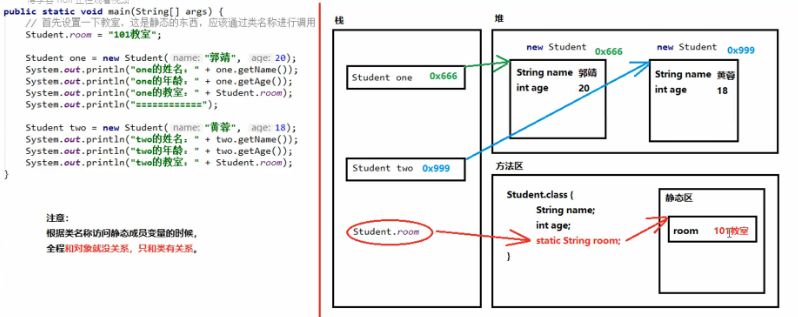 public static void main(String[] args) {
// 首先设置一下教室，这是静态的东西，应该通过类名称进行调用
Student.room = "101教室";
Student one = new Student( name: "郭靖", age: 20);
System.out.println("one的姓名：" + one.getName());
System.out.println("one的年龄：" + one.getAge());
System.out.println("one的教室：" + Student.room);
System.out.println("============");
Student two = new Student( name: "黄蓉", age: 18);
System.out.println("two的姓名：" + two.getName());
System.out.println("two的年龄：" + two.getAge());
System.out.println("two的教室：" + Student.room);
}
注意：
根据类名称访问静态成员变量的时候，
全程和对象就没关系，只和类有关系。
栈
Student one 0x666
Student two 0x999
Student.room
堆
new Student 0x666
String name 郭靖
int age 20
new Student 0x999
String name 黄蓉
int age 18
方法区
Student.class {
String name;
int age;
static String room;
}
静态区
room 101教室